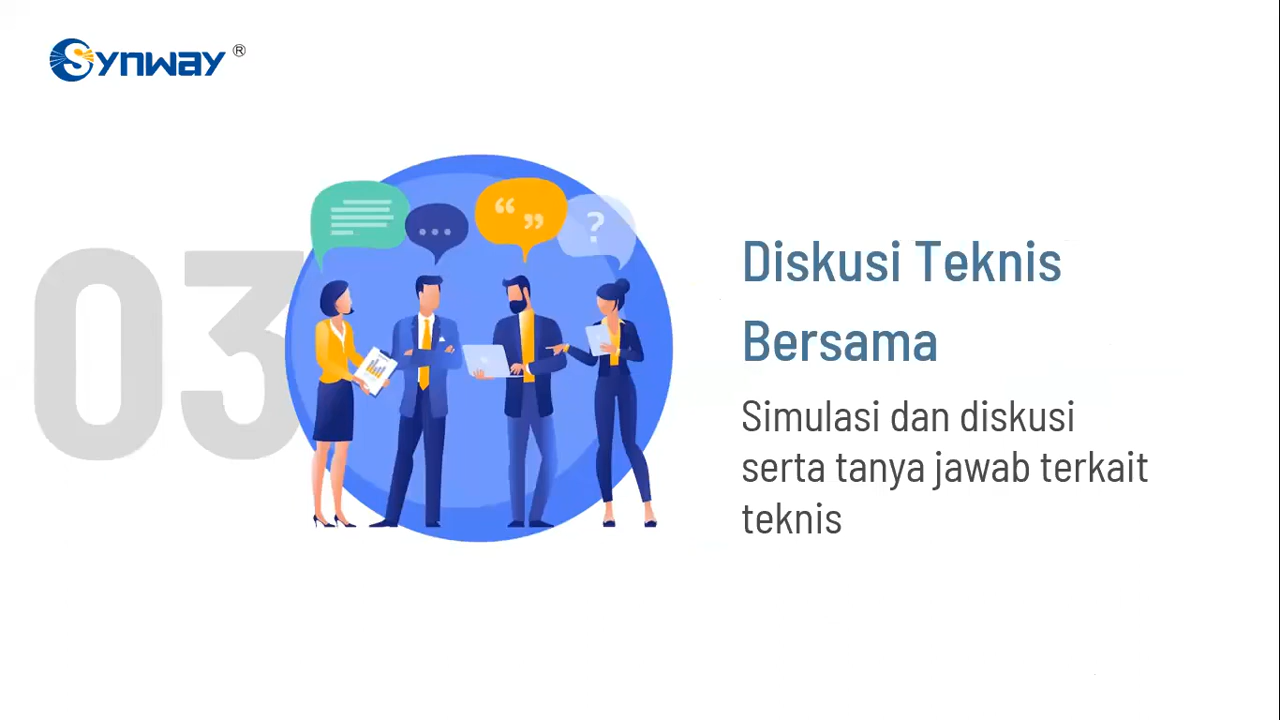 Synway ®
03
Diskusi Teknis
Bersama
Simulasi dan diskusi
serta tanya jawab terkait
teknis
“ ”
?